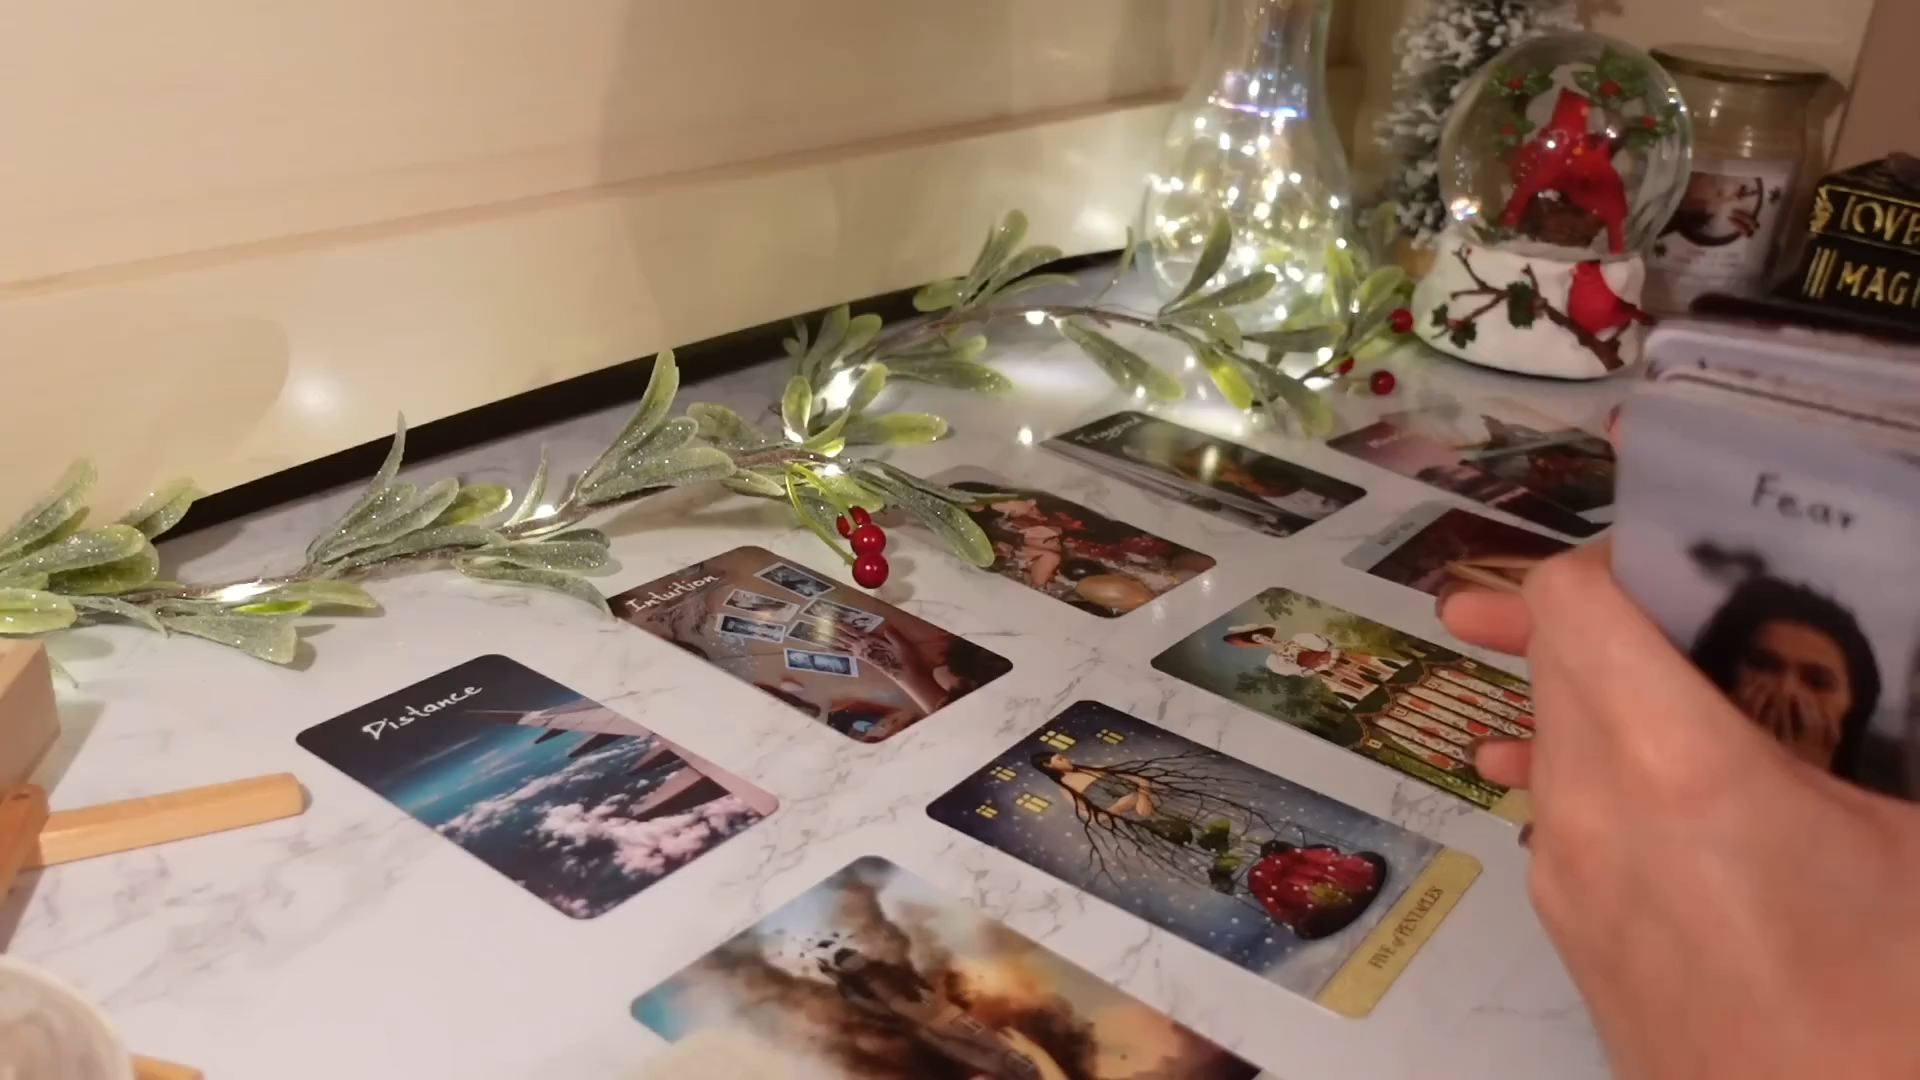 LOVE
MAGI
Fear
Triggered
Intuition
Distance
FIVE of PENTACLES